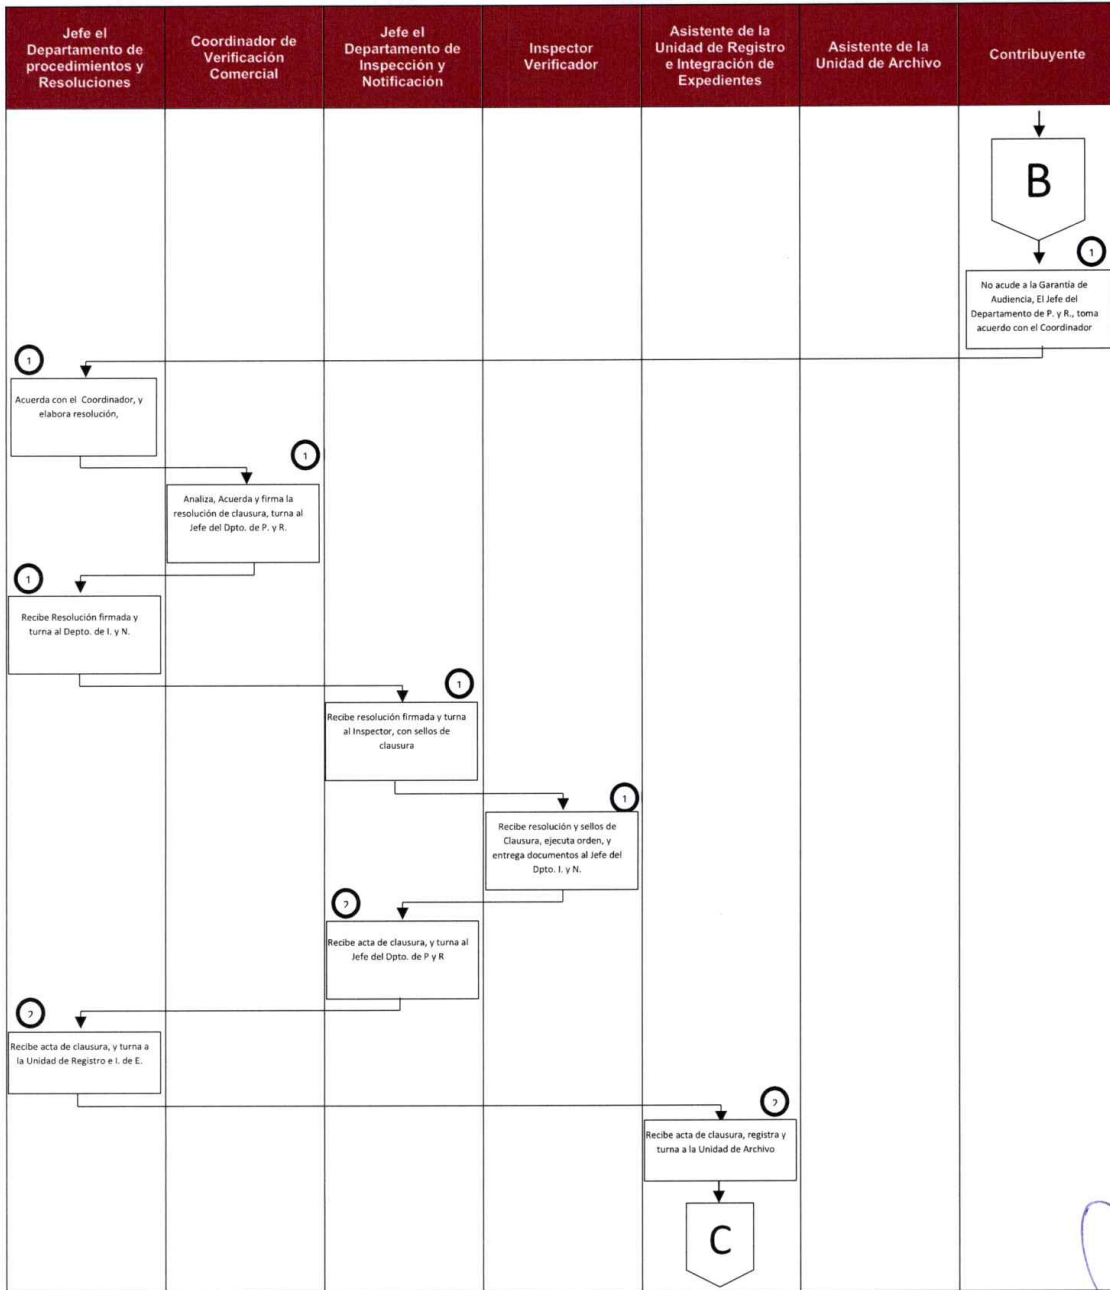 Jefe el
Departamento de
procedimientos y
Resoluciones
Coordinador de
Verificación
Comercial
Jefe el
Departamento de
Inspección y
Notificación
Inspector
Verificador
Asistente de la
Unidad de Registro
e Integración de
Expedientes
Asistente de la
Unidad de Archivo
Contribuyente
B
1
No acude a la Garantía de
Audiencia, El Jefe del
Departamento de P. y R., toma
acuerdo con el Coordinador
1
Acuerda con el Coordinador, y
elabora resolución,
1
Analiza, Acuerda y firma la
resolución de clausura, turna al
Jefe del Dpto. de P. y R.
1
Recibe Resolución firmada y
turna al Depto. de I. y N.
1
Recibe resolución firmada y turna
al Inspector, con sellos de
clausura
1
Recibe resolución y sellos de
Clausura, ejecuta orden, y
entrega documentos al Jefe del
Dpto. I. y N.
2
Recibe acta de clausura, y turna al
Jefe del Dpto. de P y R
2
Recibe acta de clausura, y turna a
la Unidad de Registro e I. de E.
2
Recibe acta de clausura, registra y
turna a la Unidad de Archivo
C